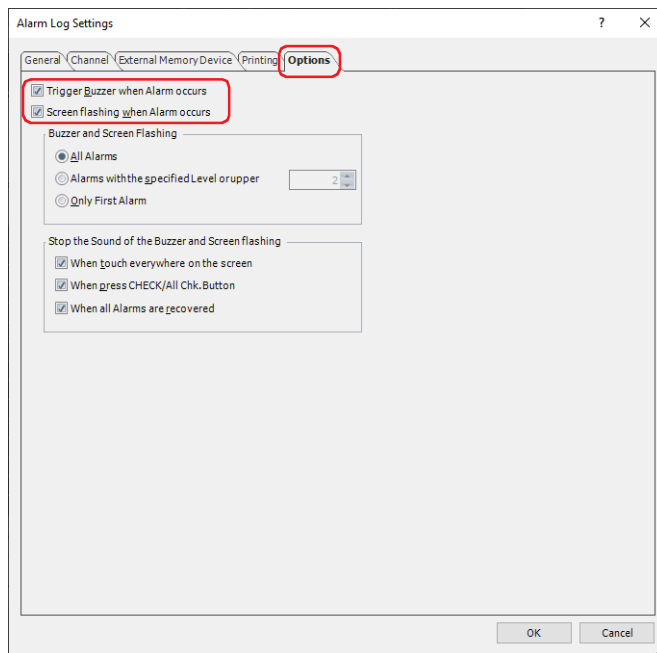 Alarm Log Settings ?
General Channel External Memory Device Printing Options
Trigger Buzzer when Alarm occurs
Screen flashing when Alarm occurs
Buzzer and Screen Flashing
All Alarms
Alarms with the specified Level or upper 2
Only First Alarm
Stop the Sound of the Buzzer and Screen flashing
When touch everywhere on the screen
When press CHECK/All Chk. Button
When all Alarms are recovered
OK Cancel